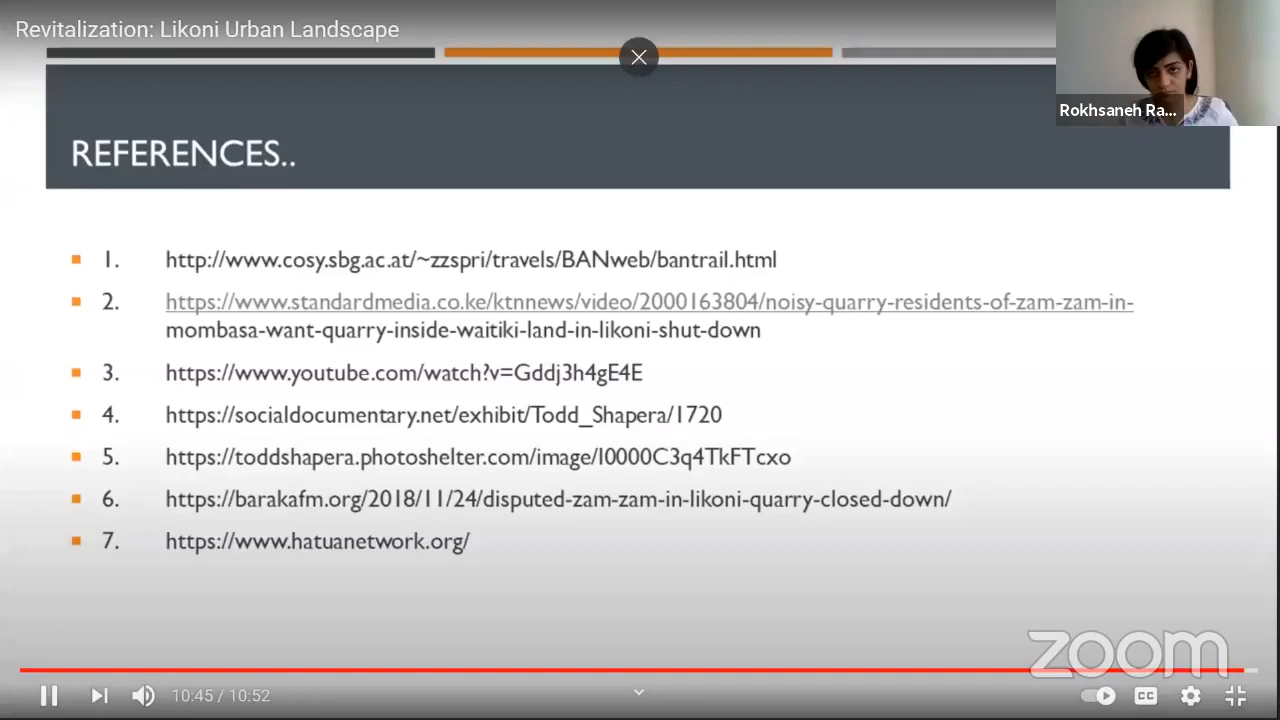 Revitalization: Likoni Urban Landscape
Rokhsaneh Ra...
REFERENCES..
1. http://www.cosy.sbg.ac.at/~zzspri/travels/BANweb/bantrail.html
2. https://www.standardmedia.co.ke/ktnnews/video/2000163804/noisy-quarry-residents-of-zam-zam-in-
mombasa-want-quarry-inside-waitiki-land-in-likoni-shut-down
3. https://www.youtube.com/watch?v=Gddj3h4gE4E
4. https://socialdocumentary.net/exhibit/Todd_Shapera/1720
5. https://toddshapera.photoshelter.com/image/I0000C3q4TkFTcxo
6. https://barakafm.org/2018/11/24/disputed-zam-zam-in-likoni-quarry-closed-down/
7. https://www.hatuanetwork.org/
zoom
10:45 / 10:52
CC